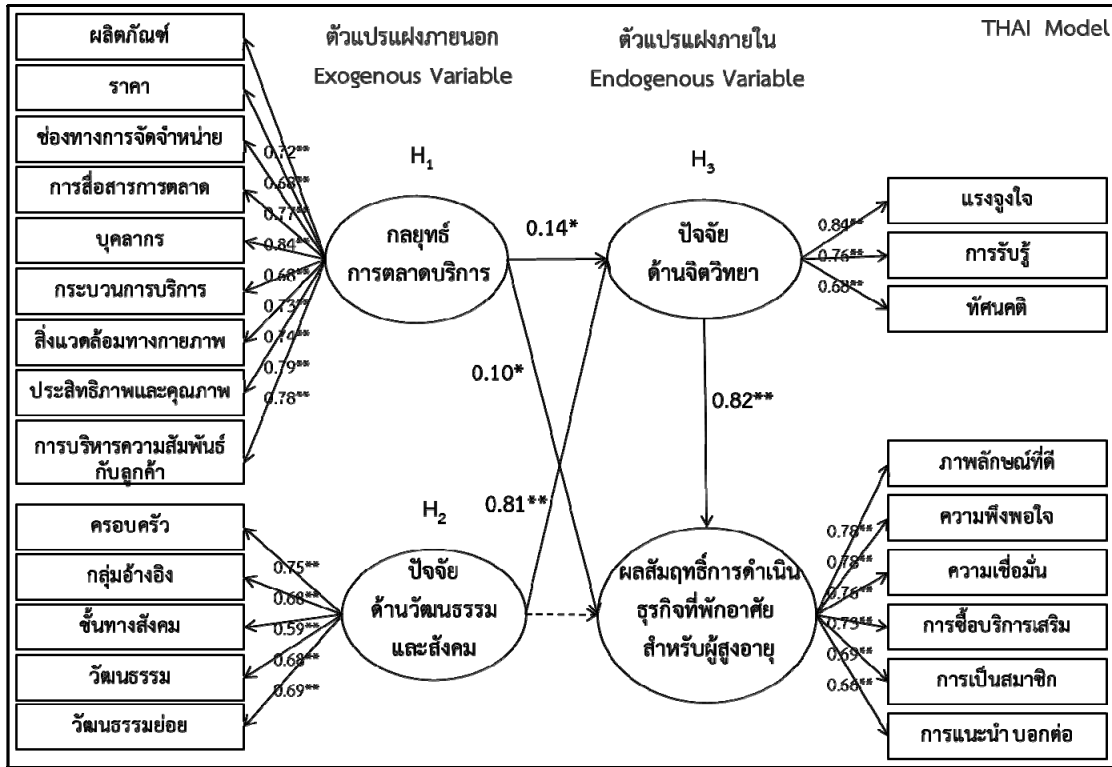 THAI Model
ตัวแปรแฝงภายนอก
Exogenous Variable
ตัวแปรแฝงภายใน
Endogenous Variable
ผลิตภัณฑ์
ราคา
ช่องทางการจัดจำหน่าย
การสื่อสารการตลาด
บุคลากร
กระบวนการบริการ
สิ่งแวดล้อมทางกายภาพ
ประสิทธิภาพและคุณภาพ
การบริหารความสัมพันธ์
กับลูกค้า
0.72**
0.68**
0.77**
0.84**
0.68**
0.73**
0.74**
0.79**
0.78**
H₁
กลยุทธ์
การตลาดบริการ
0.14*
0.10*
H₃
ปัจจัย
ด้านจิตวิทยา
0.84**
0.76**
0.68**
แรงจูงใจ
การรับรู้
ทัศนคติ
0.82**
ครอบครัว
กลุ่มอ้างอิง
ชั้นทางสังคม
วัฒนธรรม
วัฒนธรรมย่อย
0.75**
0.68**
0.59**
0.68**
0.69**
H₂
ปัจจัย
ด้านวัฒนธรรม
และสังคม
0.81**
ผลสัมฤทธิ์การดำเนิน
ธุรกิจที่พักอาศัย
สำหรับผู้สูงอายุ
0.78**
0.78**
0.76**
0.73**
0.69**
0.66**
ภาพลักษณ์ที่ดี
ความพึงพอใจ
ความเชื่อมั่น
การซื้อบริการเสริม
การเป็นสมาชิก
การแนะนำ บอกต่อ